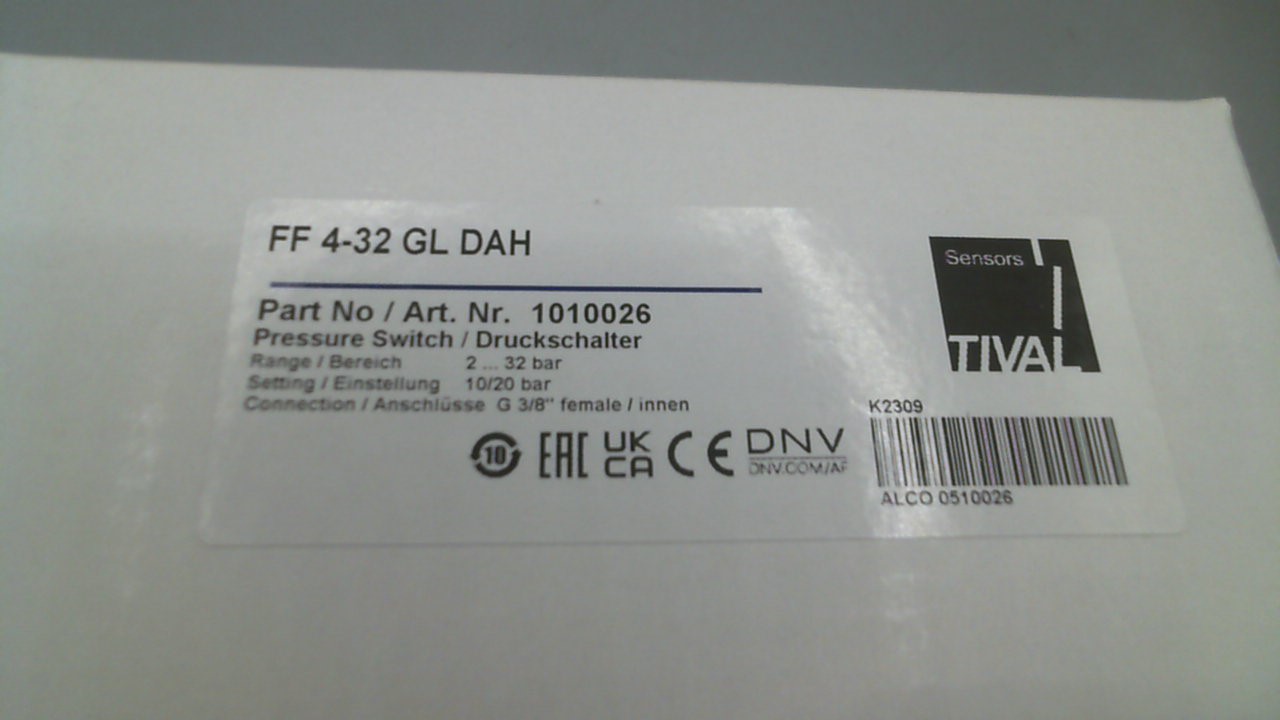 FF 4-32 GL DAH
Part No / Art. Nr. 1010026
Pressure Switch / Druckschalter
Range / Bereich 2 ... 32 bar
Setting / Einstellung 10/20 bar
Connection / Anschlüsse G 3/8" female / innen
10 EAC UK CA CE DNV
DNV.COM/AF
Sensors
TIVAL
K2309
ALCO 0510026